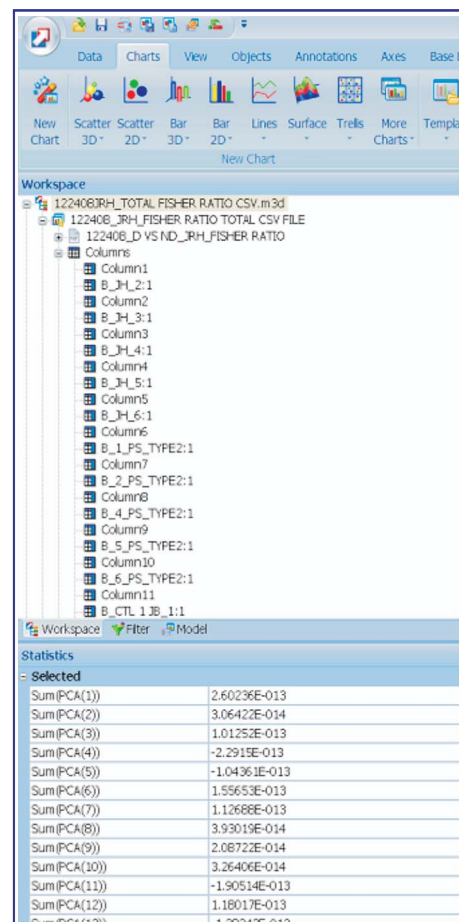 Data Charts View Objects Annotations Axes Base
New Chart Scatter 3D Scatter 2D Bar 3D Bar 2D Lines Surface Trells More Charts
New Chart
Workspace
122408JRH_TOTAL FISHER RATIO CSV.m3d
122408_JRH_FISHER RATIO TOTAL CSV FILE
122408_D VS ND_JRH_FISHER RATIO
Columns
Column1
B_JH_2:1
Column2
B_JH_3:1
Column3
B_JH_4:1
Column4
B_JH_5:1
Column5
B_JH_6:1
Column6
B_1_PS_TYPE2:1
Column7
B_2_PS_TYPE2:1
Column8
B_4_PS_TYPE2:1
Column9
B_5_PS_TYPE2:1
Column10
B_6_PS_TYPE2:1
Column11
B_CTL 1 JB_1:1
Workspace Filter Model
Statistics
Selected
Sum(PCA(1)) 2.60236E-013
Sum(PCA(2)) 3.06422E-014
Sum(PCA(3)) 1.01252E-013
Sum(PCA(4)) -2.2915E-013
Sum(PCA(5)) -1.04361E-013
Sum(PCA(6)) 1.55653E-013
Sum(PCA(7)) 1.12688E-013
Sum(PCA(8)) 3.93019E-014
Sum(PCA(9)) 2.08722E-014
Sum(PCA(10)) 3.26406E-014
Sum(PCA(11)) -1.90514E-013
Sum(PCA(12)) 1.18017E-013